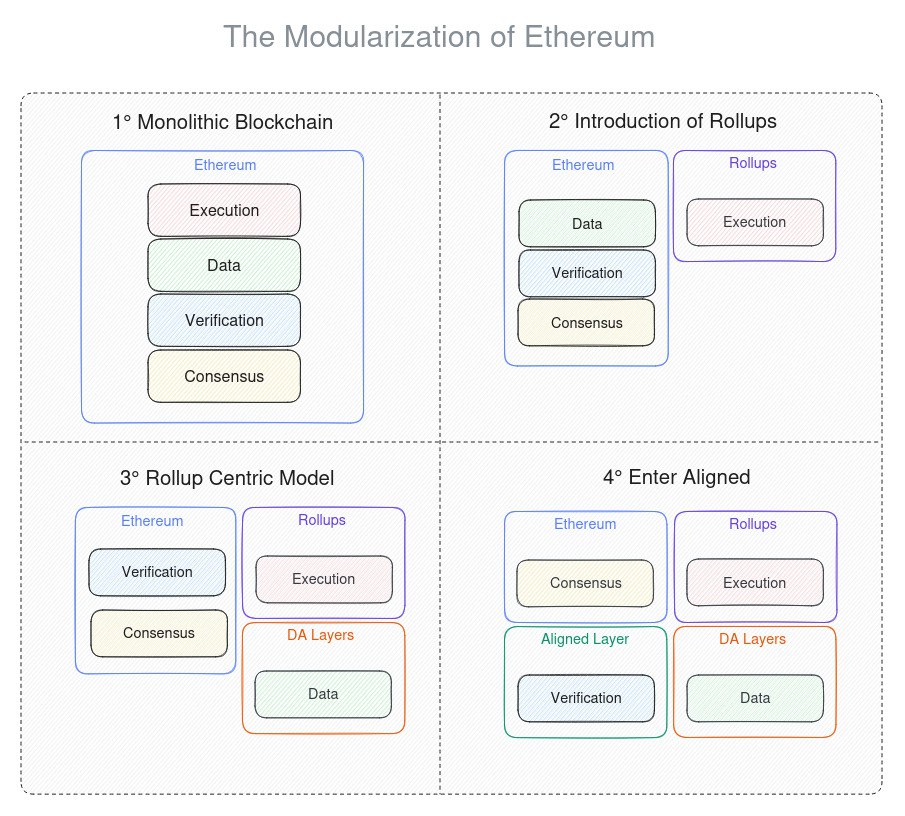 The Modularization of Ethereum
1° Monolithic Blockchain
Ethereum
Execution
Data
Verification
Consensus
2° Introduction of Rollups
Ethereum
Data
Verification
Consensus
Rollups
Execution
3° Rollup Centric Model
Ethereum
Verification
Consensus
Rollups
Execution
DA Layers
Data
4° Enter Aligned
Ethereum
Consensus
Rollups
Execution
Aligned Layer
Verification
DA Layers
Data